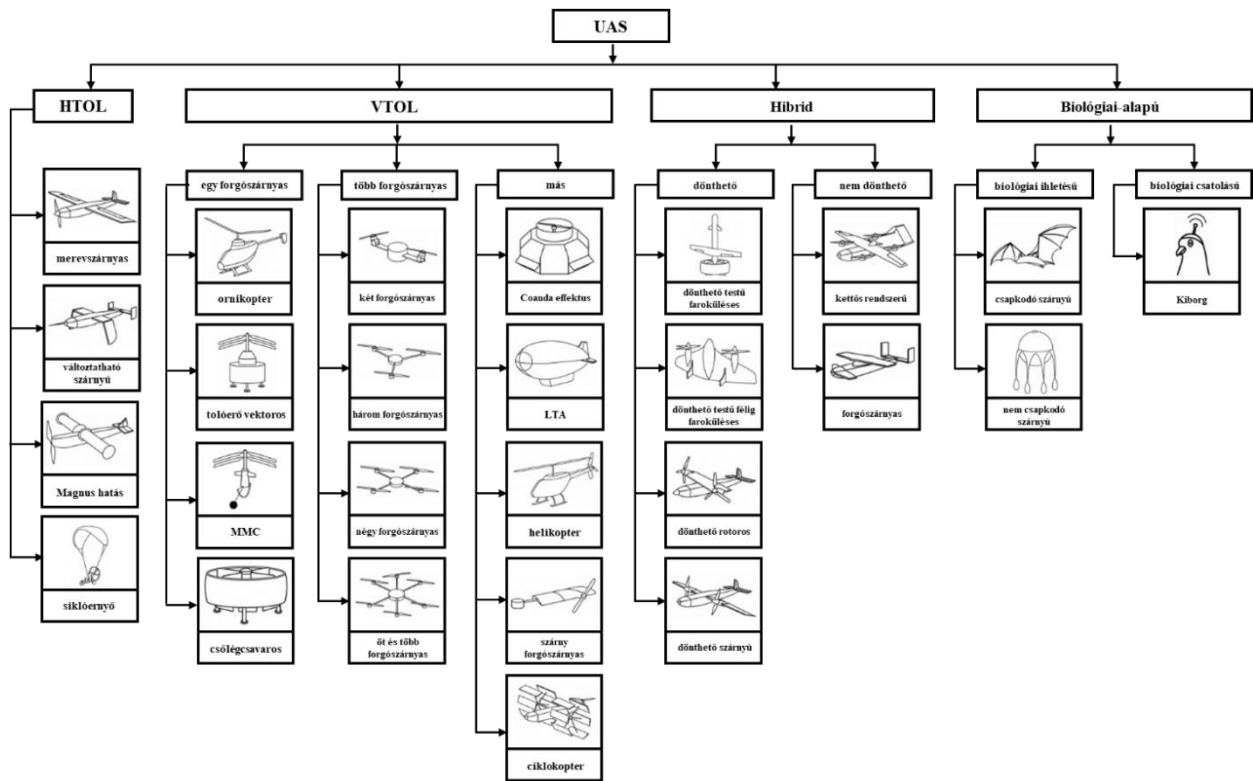 UAS
HTOL
VTOL
Hibrid
Biológiai-alapú
egy forgószárnyas
több forgószárnyas
más
dönthető
nem dönthető
biológiai ihletésű
biológiai csatolású
merevszárnyas
változtatható
szárnyú
Magnus hatás
siklóernyő
ornikopter
tolóerő vektoros
MMC
csőlégcsavaros
két forgószárnyas
három forgószárnyas
négy forgószárnyas
öt és több
forgószárnyas
Coanda effektus
LTA
helikopter
szárny
forgószárnyas
ciklokopter
dönthető testű
faroküléses
dönthető testű félig
faroküléses
dönthető rotoros
dönthető szárnyú
kettős rendszerű
forgószárnyas
csapkodó szárnyú
nem csapkodó
szárnyú
Kiborg